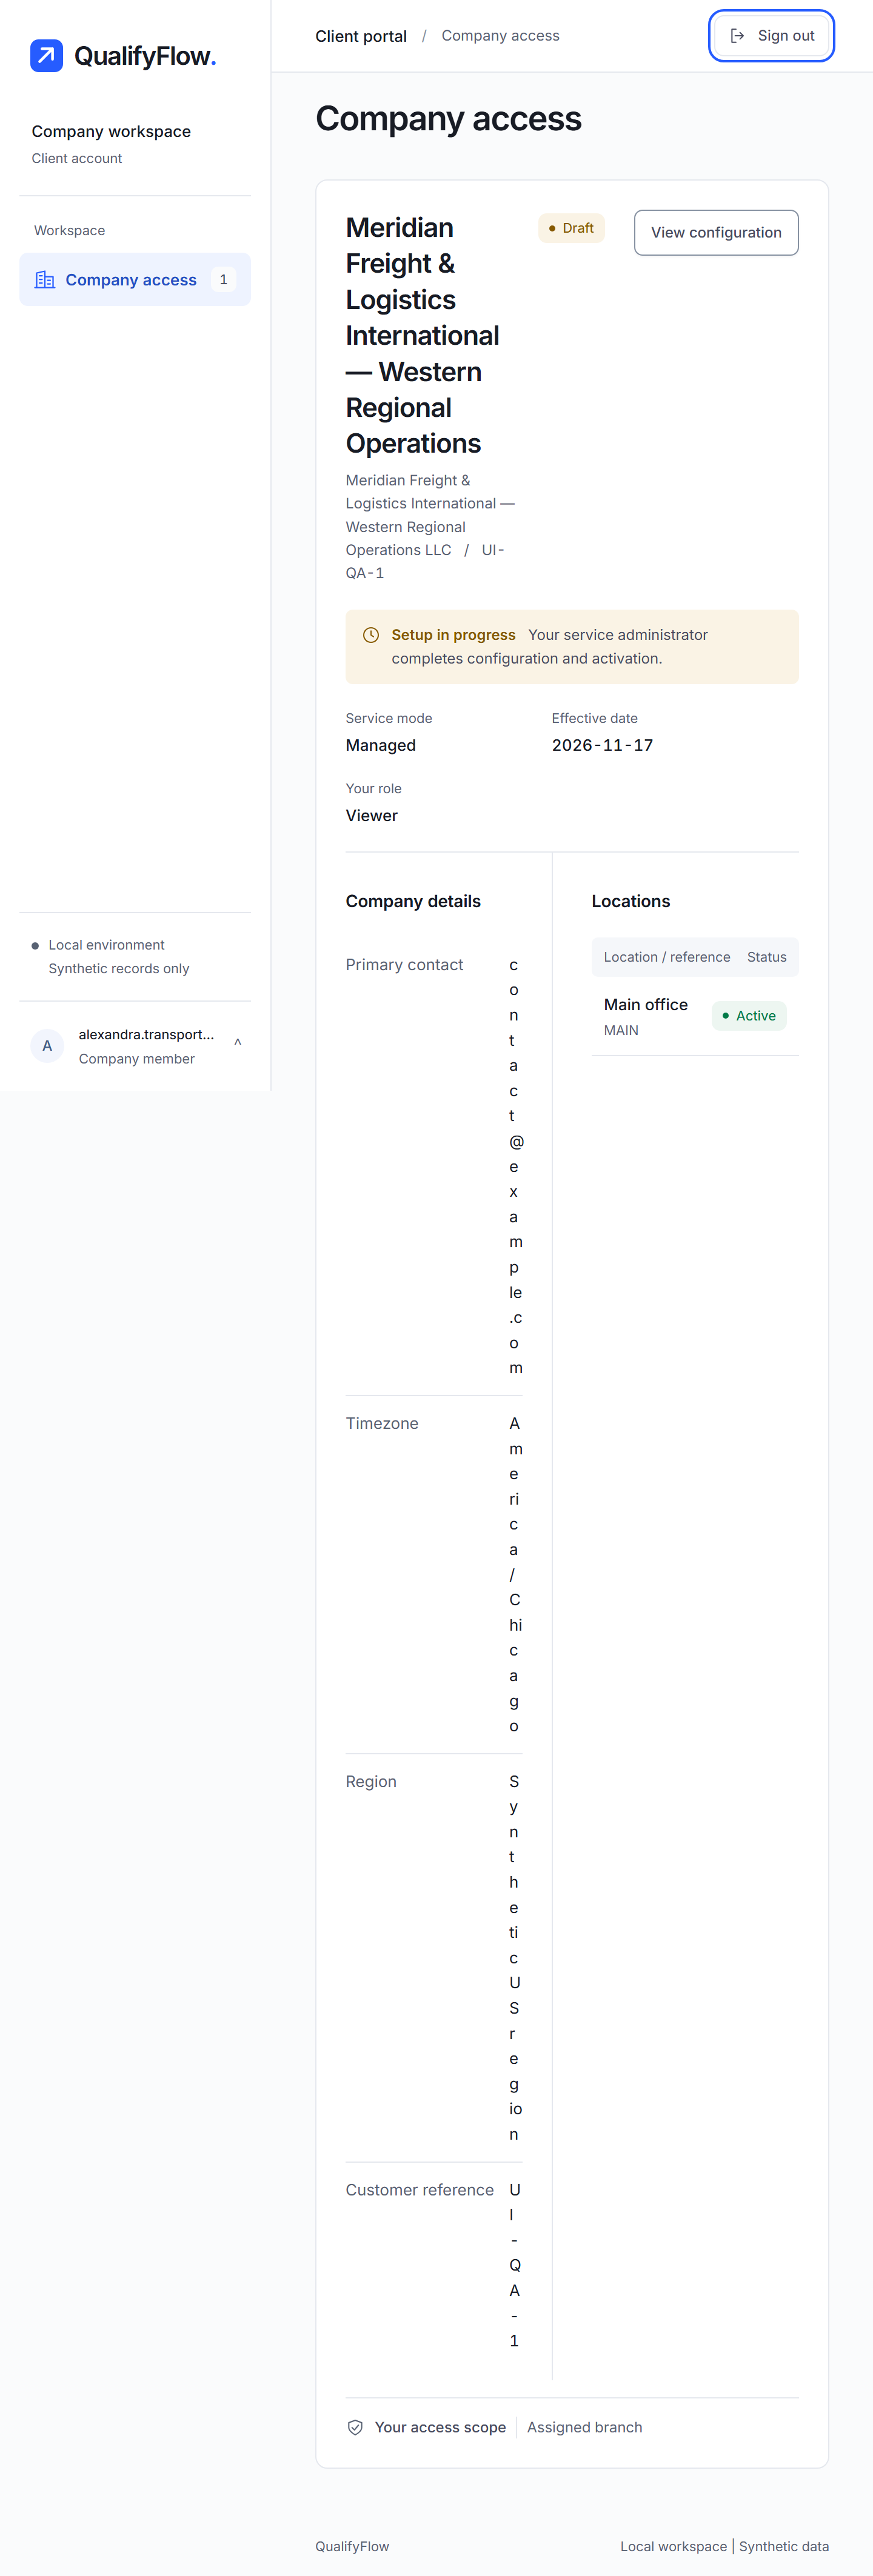 QualifyFlow.
Company workspace
Client account
Workspace
Company access 1
Local environment
Synthetic records only
A
alexandra.transport...
Company member
^
Client portal / Company access
Sign out
Company access
Meridian
Freight &
Logistics
International
— Western
Regional
Operations
Draft
View configuration
Meridian Freight &
Logistics International —
Western Regional
Operations LLC / UI-
QA-1
Setup in progress Your service administrator
completes configuration and activation.
Service mode
Managed
Effective date
2026-11-17
Your role
Viewer
Company details
Primary contact
c
o
n
t
a
c
t
@
e
x
a
m
p
le
.c
o
m
Timezone
A
m
e
ri
c
a
/
C
hi
c
a
g
o
Region
S
y
n
t
h
e
ti
c
U
S
r
e
g
io
n
Customer reference
U
I
-
Q
A
-
1
Locations
Location / reference Status
Main office
MAIN
Active
Your access scope | Assigned branch
QualifyFlow
Local workspace | Synthetic data